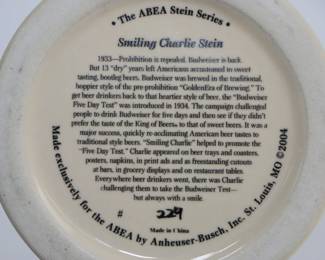 • The ABEA Stein Series •
Smiling Charlie Stein
1933—Prohibition is repealed. Budweiser is back.
But 13 "dry" years left Americans accustomed to sweet
tasting, bootleg beers. Budweiser was brewed in the traditional,
hoppier style of the pre-prohibition "GoldenEra of Brewing." To
get beer drinkers back to that heartier style of beer, the "Budweiser
Five Day Test" was introduced in 1934. The campaign challenged
people to drink Budweiser for five days and then see if they didn't
prefer the taste of the King of Beers® to that of sweet beers. It was a
major success, quickly re-acclimating American beer tastes to
traditional style beers. "Smiling Charlie" helped to promote the
"Five Day Test." Charlie appeared on beer trays and coasters,
posters, napkins, in print ads and as freestanding cutouts
at bars, in grocery displays and on restaurant tables.
Everywhere beer drinkers went, there was Charlie
challenging them to take the Budweiser Test—
but always with a smile.
# 229
Made in China
Made exclusively for the ABEA by Anheuser-Busch, Inc. St. Louis, MO ©2004